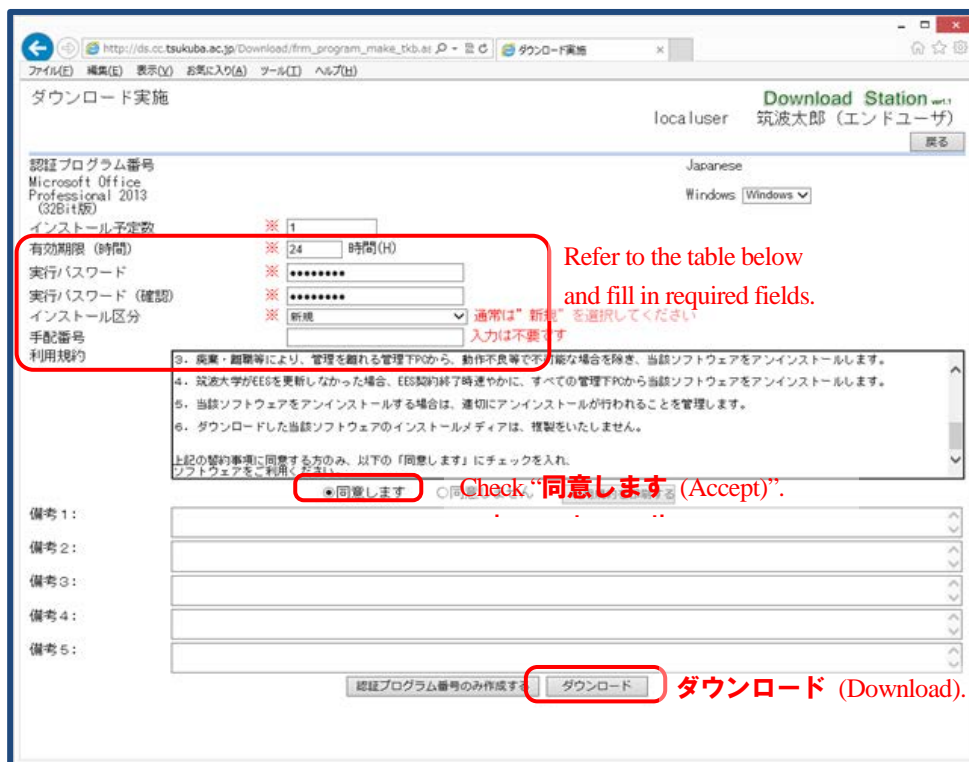 http://ds.cc.tsukuba.ac.jp/Download/frm_program_make_tkb.as
ダウンロード実施
ファイル(F) 編集(E) 表示(V) お気に入り(A) ツール(T) ヘルプ(H)
ダウンロード実施
Download Station ver1.1
localuser 筑波太郎（エンドユーザ）
戻る
認証プログラム番号
Japanese
Microsoft Office
Professional 2013
(32Bit版)
Windows Windows
インストール予定数 ※ 1
有効期限（時間） ※ 24 時間(H)
実行パスワード ※ ●●●●●●●●
実行パスワード（確認） ※ ●●●●●●●●
インストール区分 ※ 新規 通常は"新規"を選択してください
手配番号 入力は不要です
Refer to the table below
and fill in required fields.
利用規約
3. 廃棄・離職等により、管理を離れる管理下PCから、動作不良等で不可能な場合を除き、当該ソフトウェアをアンインストールします。
4. 筑波大学がEESを更新しなかった場合、EES契約終了時速やかに、すべての管理下PCから当該ソフトウェアをアンインストールします。
5. 当該ソフトウェアをアンインストールする場合は、適切にアンインストールが行われることを管理します。
6. ダウンロードした当該ソフトウェアのインストールメディアは、複製をいたしません。
上記の誓約事項に同意する方のみ、以下の「同意します」にチェックを入れ、
ソフトウェアをご利用ください。
同意します
Check “同意します (Accept)”.
備考1:
備考2:
備考3:
備考4:
備考5:
認証プログラム番号のみ作成する ダウンロード
ダウンロード (Download).